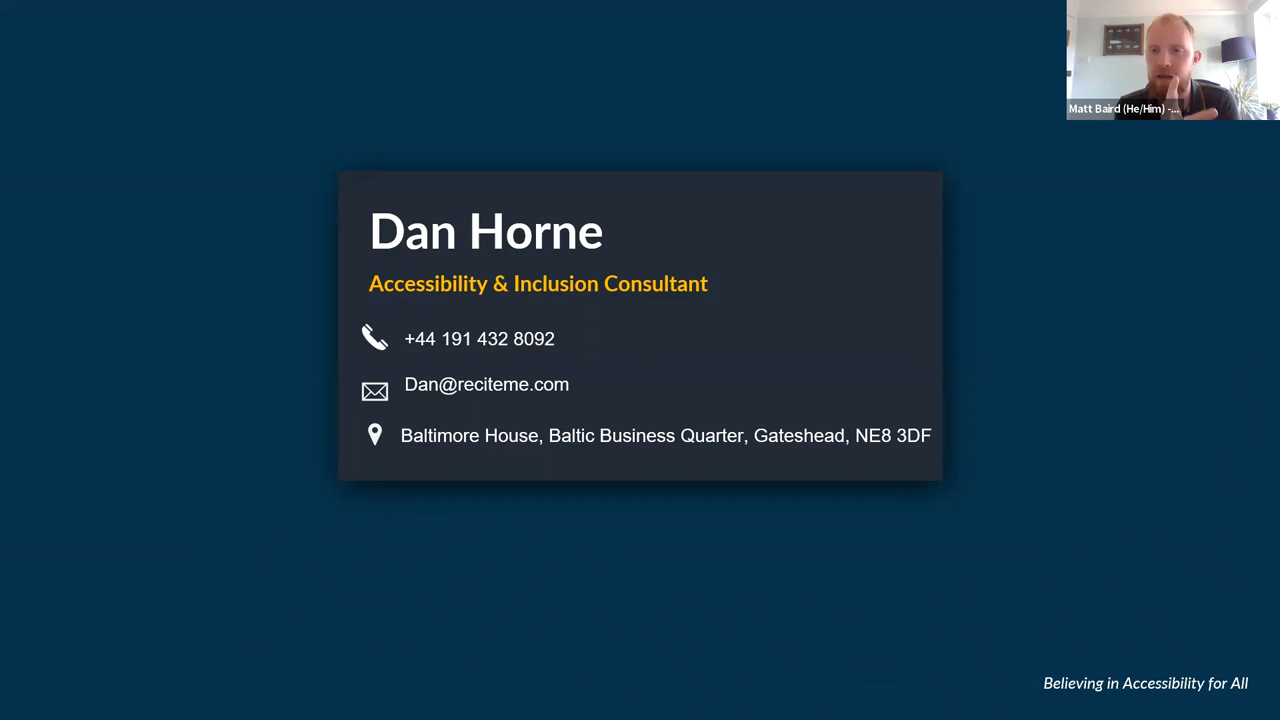 Matt Baird (He/Him) -...
Dan Horne
Accessibility & Inclusion Consultant
+44 191 432 8092
Dan@reciteme.com
Baltimore House, Baltic Business Quarter, Gateshead, NE8 3DF
Believing in Accessibility for All